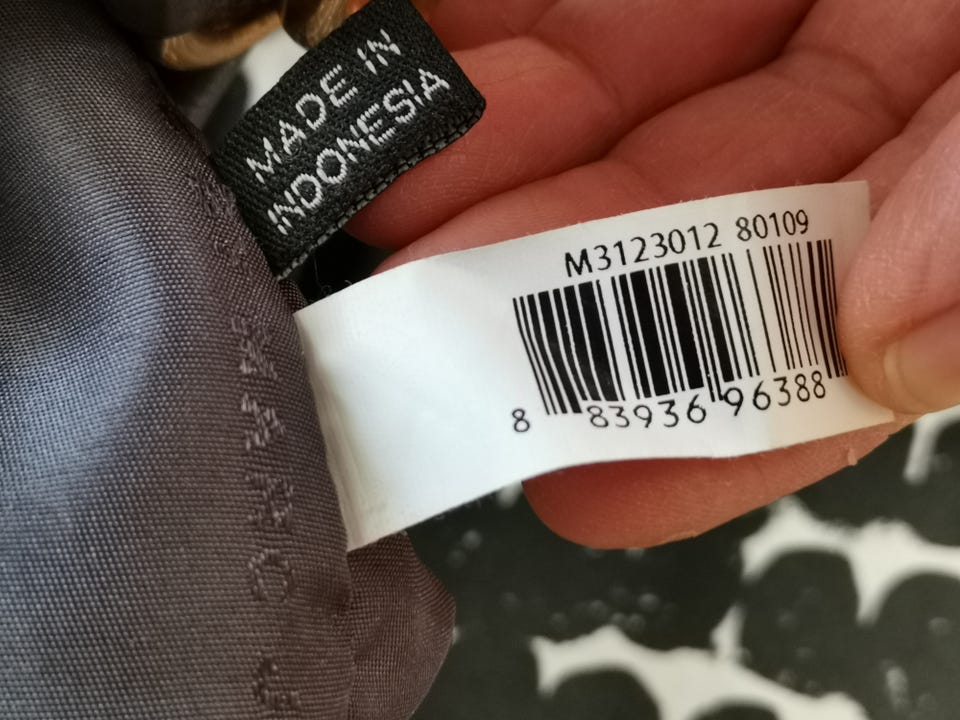 MADE IN
INDONESIA
M3123012 80109
8 83936 96388